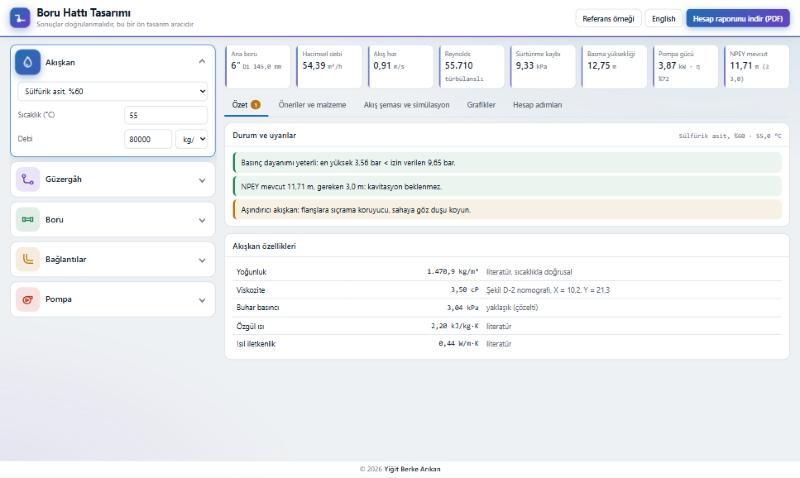 Boru Hattı Tasarımı
Sonuçlar doğrulanmalıdır, bu bir ön tasarım aracıdır
Referans örneği
English
Hesap raporunu indir (PDF)
Akışkan
Sülfürik asit, %60
Sıcaklık (°C)
55
Debi
80000
kg/
Güzergâh
Boru
Bağlantılar
Pompa
Ana boru
6" Di 145,0 mm
Hacimsel debi
54,39 m³/h
Akış hızı
0,91 m/s
Reynolds
55.710
türbülanslı
Sürtünme kaybı
9,33 kPa
Basma yüksekliği
12,75 m
Pompa gücü
3,87 kW · η
%72
NPEY mevcut
11,71 m (≥
3,0)
Özet 1
Öneriler ve malzeme
Akış şeması ve simülasyon
Grafikler
Hesap adımları
Durum ve uyarılar
Sülfürik asit, %60 · 55,0 °C
Basınç dayanımı yeterli: en yüksek 3,56 bar < izin verilen 9,65 bar.
NPEY mevcut 11,71 m, gereken 3,0 m: kavitasyon beklenmez.
Aşındırıcı akışkan: flanşlara sıçrama koruyucu, sahaya göz duşu koyun.
Akışkan özellikleri
Yoğunluk 1.470,9 kg/m³ literatür, sıcaklıkla doğrusal
Viskozite 3,50 cP Şekil D-2 nomografı, X = 10,2, Y = 21,3
Buhar basıncı 3,04 kPa yaklaşık (çözelti)
Özgül ısı 2,20 kJ/kg·K literatür
Isıl iletkenlik 0,44 W/m·K literatür
© 2026 Yiğit Berke Arıkan